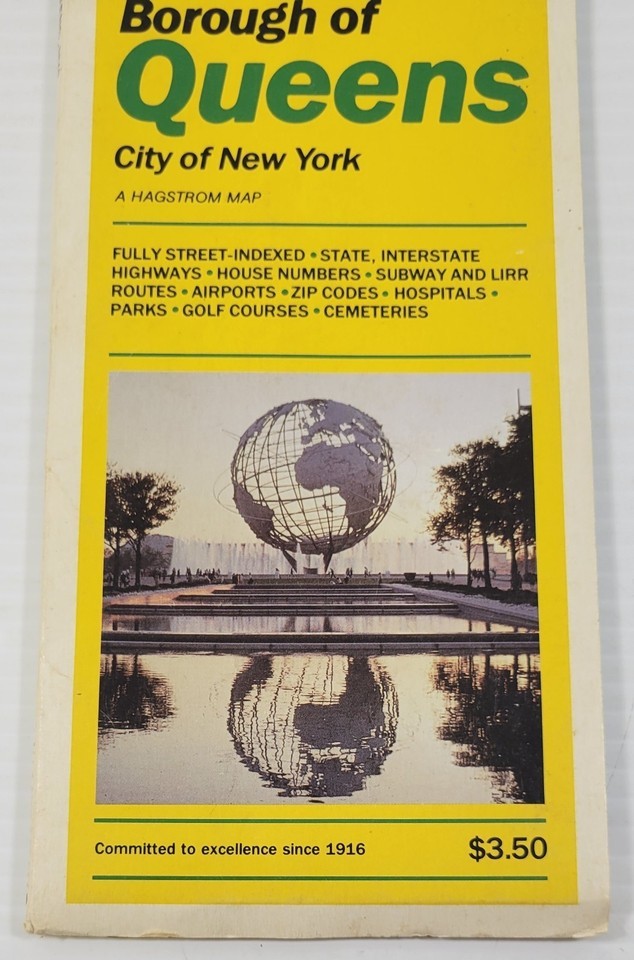 Borough of
Queens
City of New York
A HAGSTROM MAP
FULLY STREET-INDEXED • STATE, INTERSTATE
HIGHWAYS • HOUSE NUMBERS • SUBWAY AND LIRR
ROUTES • AIRPORTS • ZIP CODES • HOSPITALS •
PARKS • GOLF COURSES • CEMETERIES
Committed to excellence since 1916
$3.50